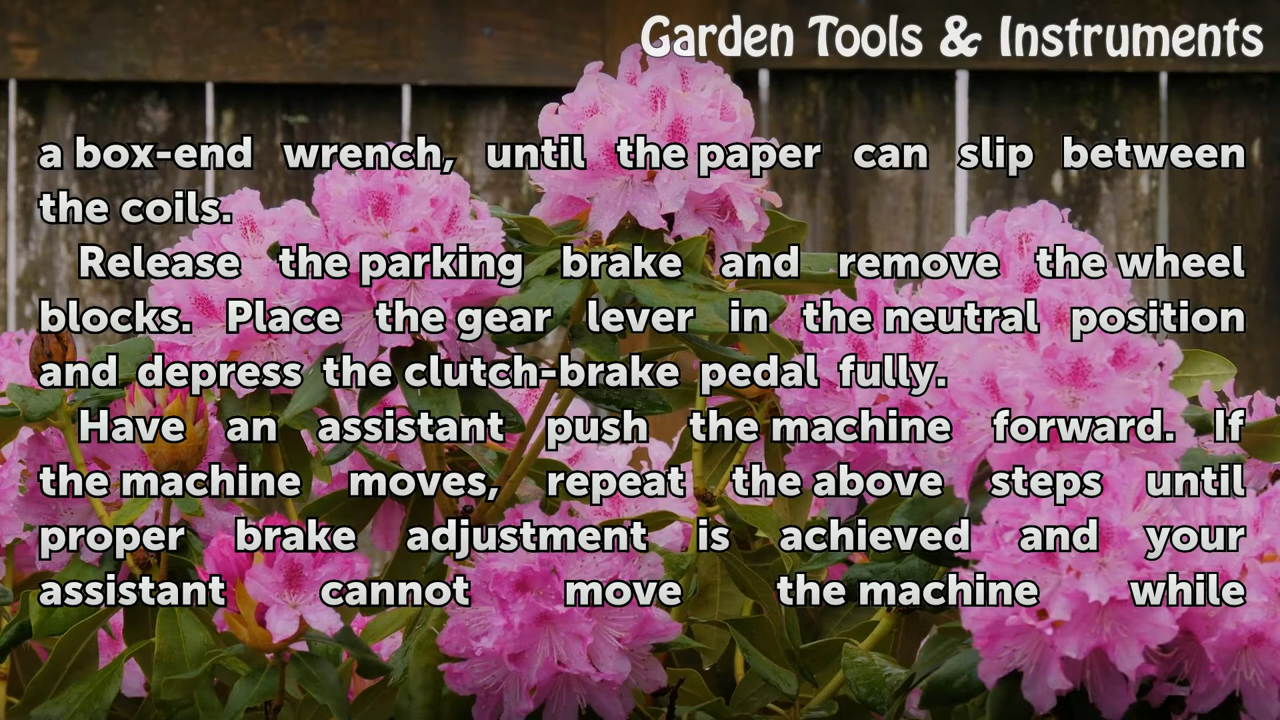 Garden Tools & Instruments
a box-end wrench, until the paper can slip between
the coils.
Release the parking brake and remove the wheel
blocks. Place the gear lever in the neutral position
and depress the clutch-brake pedal fully.
Have an assistant push the machine forward. If
the machine moves, repeat the above steps until
proper brake adjustment is achieved and your
assistant cannot move the machine while